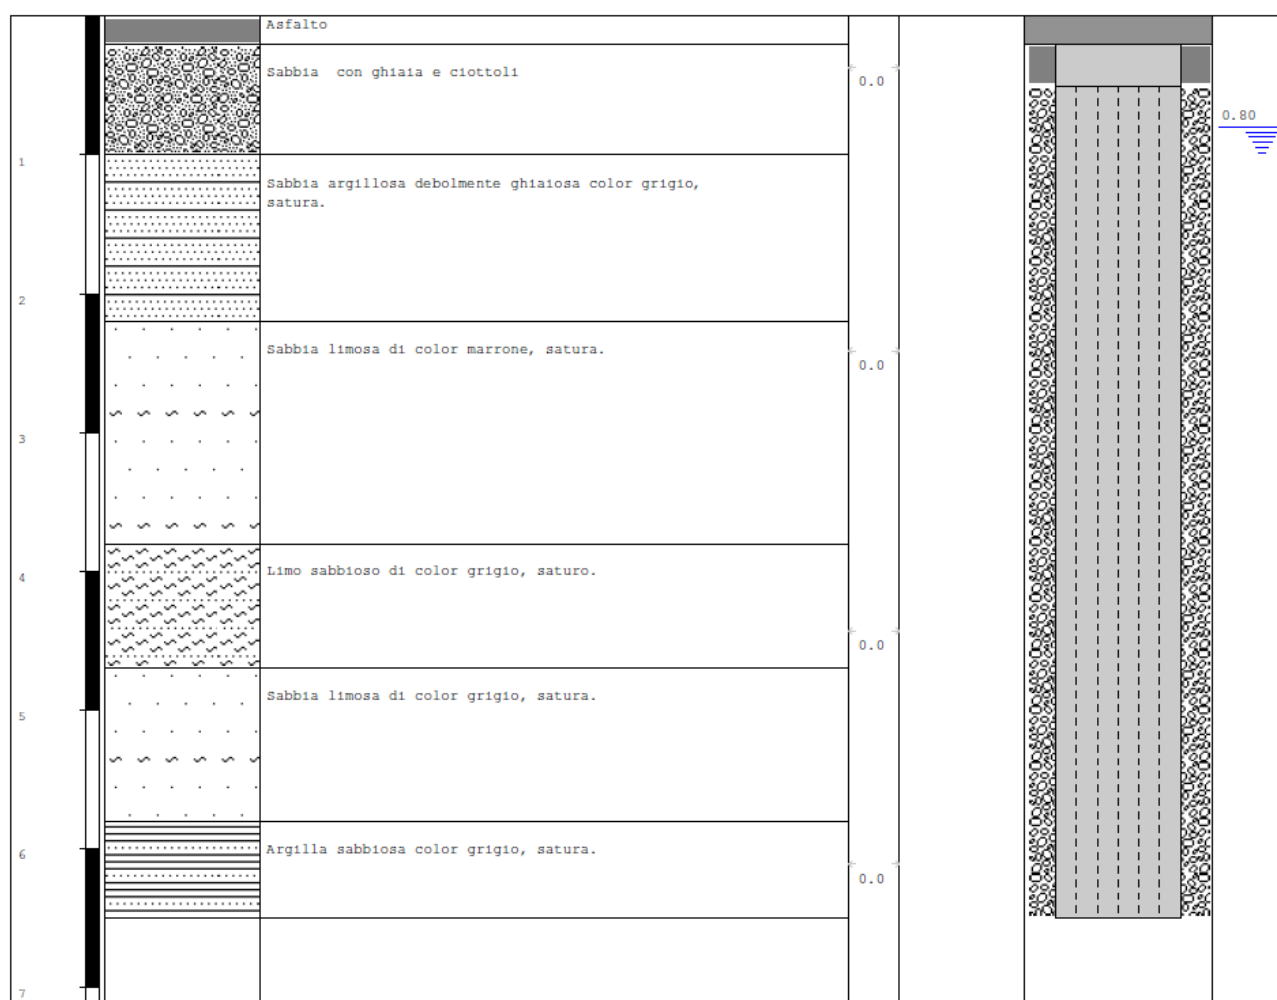 Asfalto
Sabbia  con ghiaia e ciottoli
0.0
0.80
1
Sabbia argillosa debolmente ghiaiosa color grigio,
satura.
2
Sabbia limosa di color marrone, satura.
0.0
3
Limo sabbioso di color grigio, saturo.
4
0.0
Sabbia limosa di color grigio, satura.
5
Argilla sabbiosa color grigio, satura.
6
0.0
7